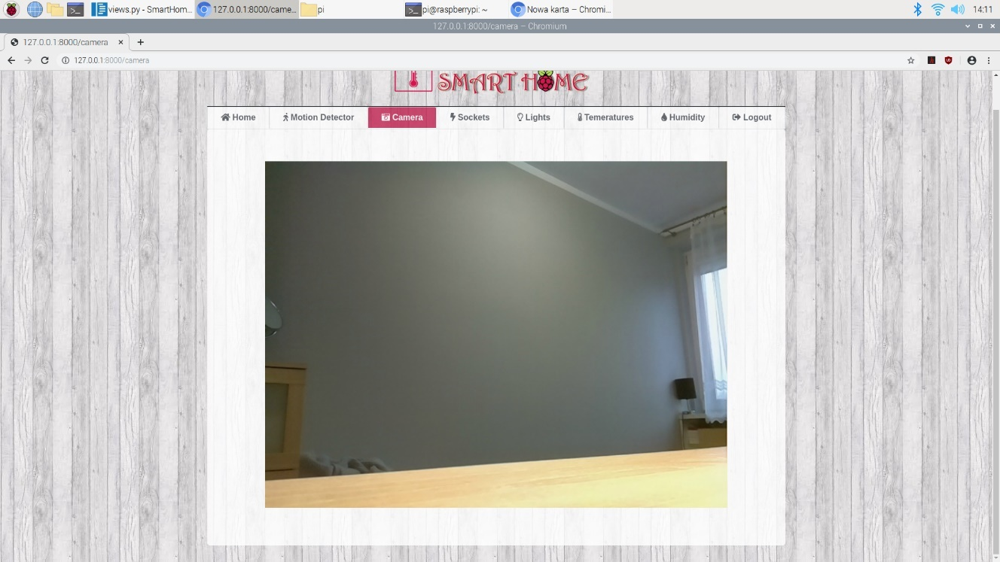 views.py - SmartHom... 127.0.0.1:8000/came... pi pi@raspberrypi: ~ Nowa karta – Chromi... 14:11
127.0.0.1:8000/camera – Chromium
127.0.0.1:8000/camera
127.0.0.1:8000/camera
SMART HOME
Home Motion Detector Camera Sockets Lights Temeratures Humidity Logout